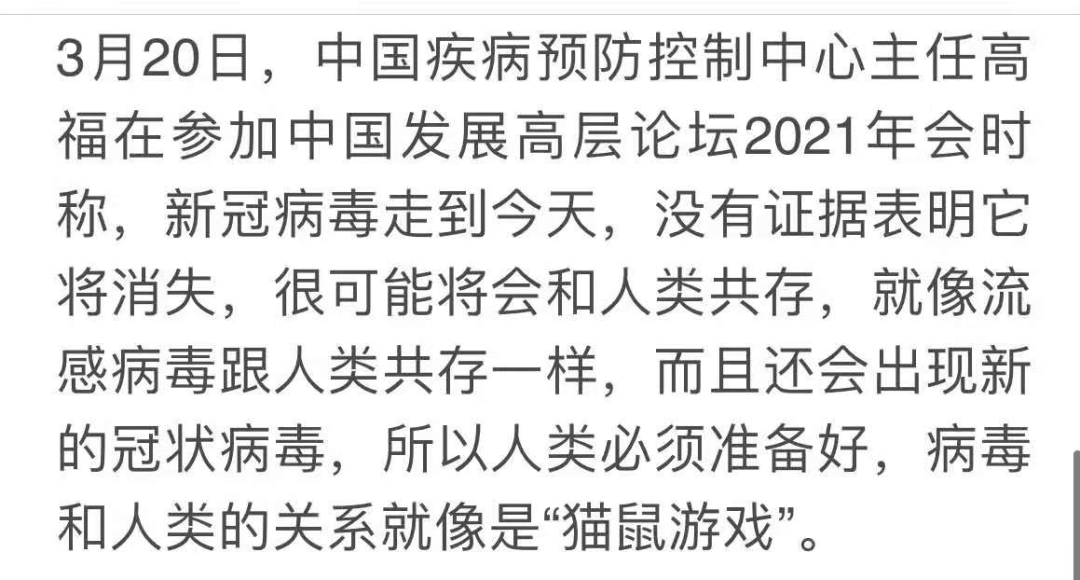 3月20日，中国疾病预防控制中心主任高
福在参加中国发展高层论坛2021年会时
称，新冠病毒走到今天，没有证据表明它
将消失，很可能将会和人类共存，就像流
感病毒跟人类共存一样，而且还会出现新
的冠状病毒，所以人类必须准备好，病毒
和人类的关系就像是“猫鼠游戏”。